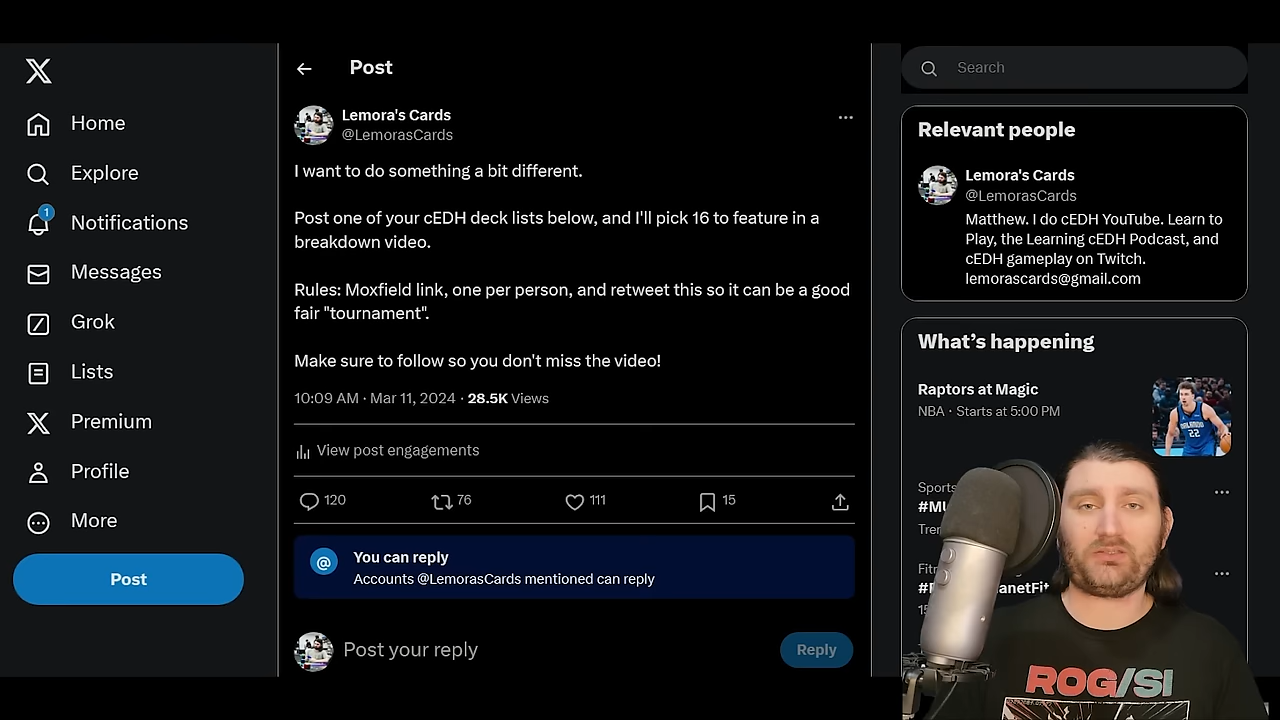 Home
Explore
1
Notifications
Messages
Grok
Lists
Premium
Profile
More
Post
Post
Lemora's Cards
@LemorasCards
I want to do something a bit different.
Post one of your cEDH deck lists below, and I'll pick 16 to feature in a
breakdown video.
Rules: Moxfield link, one per person, and retweet this so it can be a good
fair "tournament".
Make sure to follow so you don't miss the video!
10:09 AM · Mar 11, 2024 · 28.5K Views
View post engagements
120 76 111 15
@
You can reply
Accounts @LemorasCards mentioned can reply
Post your reply
Reply
Search
Relevant people
Lemora's Cards
@LemorasCards
Matthew. I do cEDH YouTube. Learn to
Play, the Learning cEDH Podcast, and
cEDH gameplay on Twitch.
lemorascards@gmail.com
What's happening
Raptors at Magic
NBA · Starts at 5:00 PM
ORLANDO
22
Sports
ROG/SI